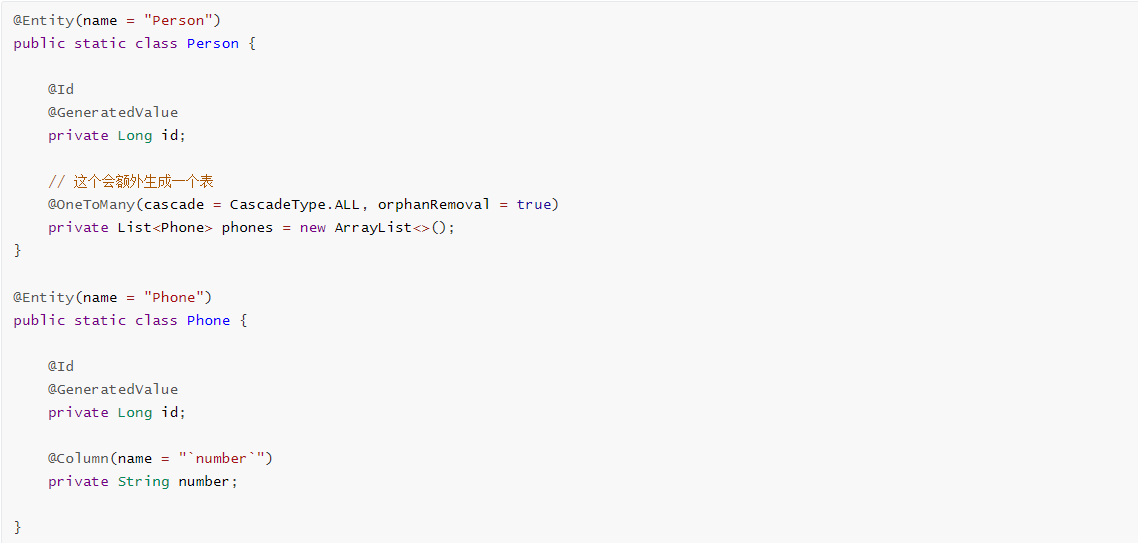 @Entity(name = "Person")
public static class Person {
    @Id
    @GeneratedValue
    private Long id;
    // 这个会额外生成一个表
    @OneToMany(cascade = CascadeType.ALL, orphanRemoval = true)
    private List<Phone> phones = new ArrayList<>();
}
@Entity(name = "Phone")
public static class Phone {
    @Id
    @GeneratedValue
    private Long id;
    @Column(name = "`number`")
    private String number;
}